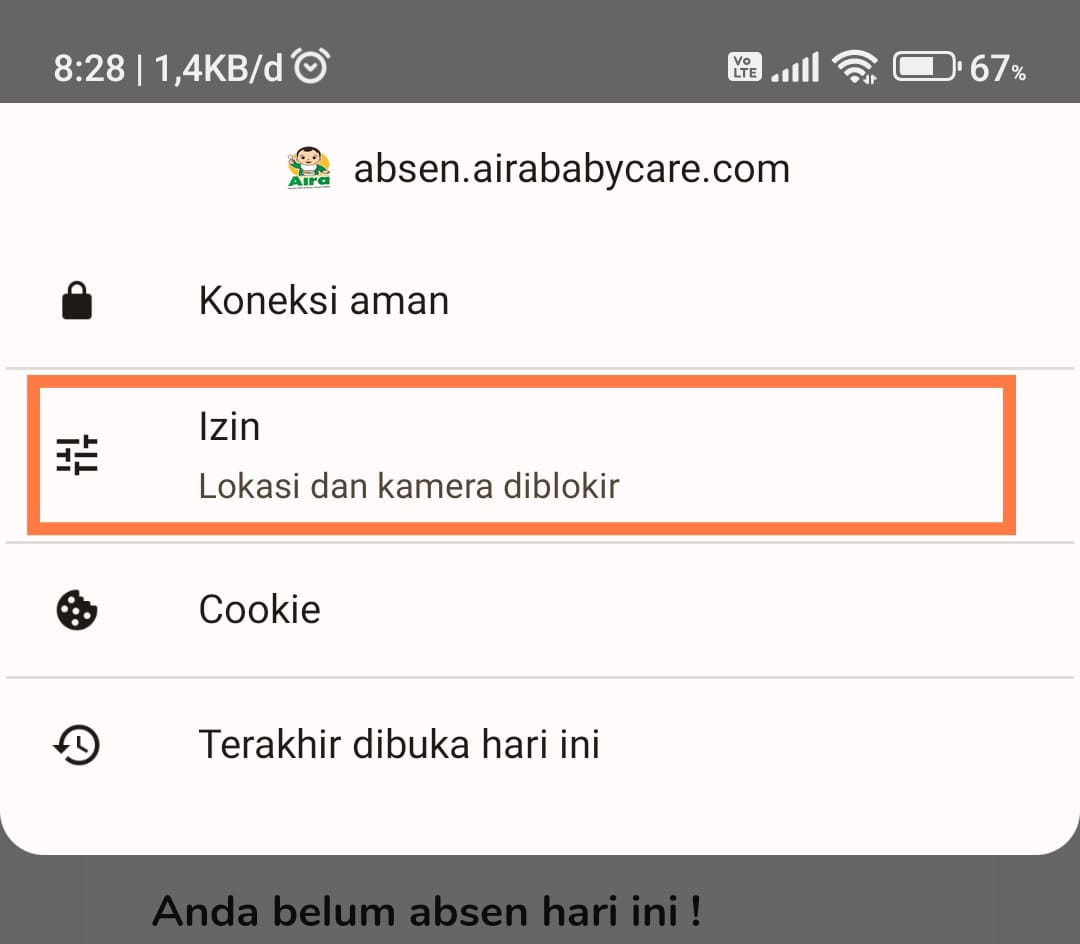 8:28 | 1,4KB/d
Vo LTE
67%
Aira
absen.airababycare.com
Koneksi aman
Izin
Lokasi dan kamera diblokir
Cookie
Terakhir dibuka hari ini
Anda belum absen hari ini !